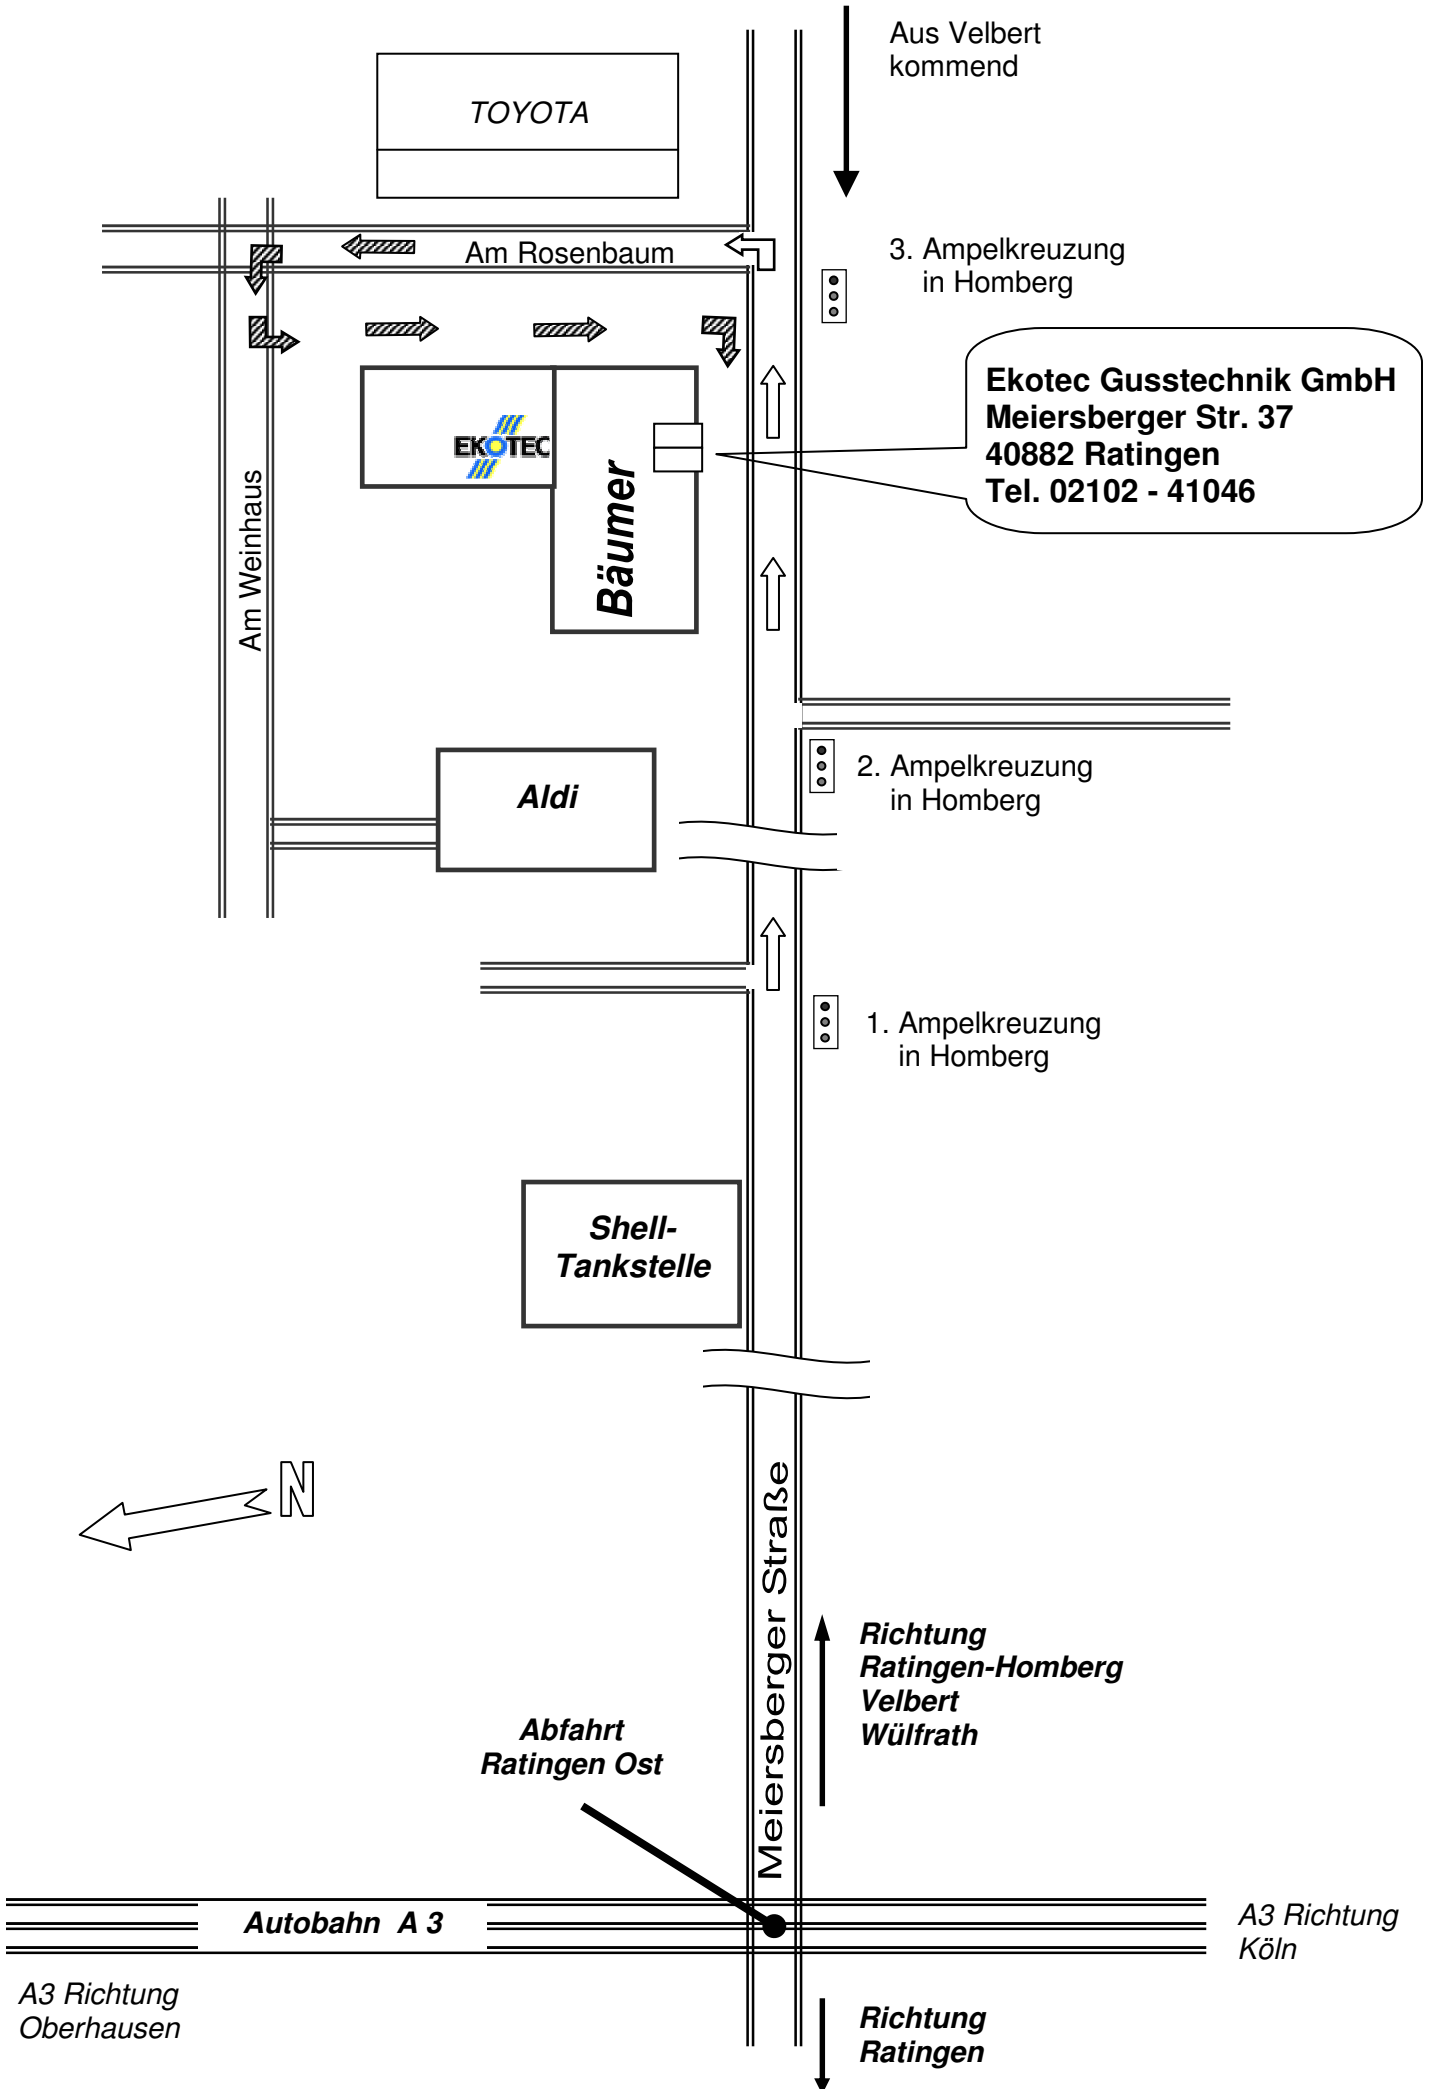 Aus Velbert
kommend
TOYOTA
Am Rosenbaum
3. Ampelkreuzung
in Homberg
Ekotec Gusstechnik GmbH
Meiersberger Str. 37
40882 Ratingen
Tel. 02102 - 41046
EKOTEC
Bäumer
Am Weinhaus
Aldi
2. Ampelkreuzung
in Homberg
1. Ampelkreuzung
in Homberg
Shell-
Tankstelle
N
Meiersberger Straße
Richtung
Ratingen-Homberg
Velbert
Wülfrath
Abfahrt
Ratingen Ost
Autobahn A 3
A3 Richtung
Köln
A3 Richtung
Oberhausen
Richtung
Ratingen